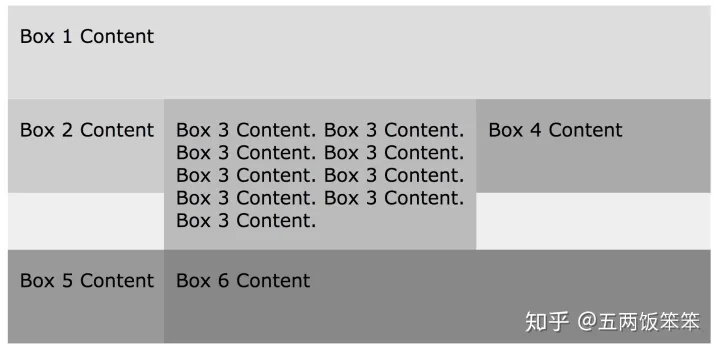 Box 1 Content
Box 2 Content
Box 3 Content. Box 3 Content.
Box 3 Content. Box 3 Content.
Box 3 Content. Box 3 Content.
Box 3 Content. Box 3 Content.
Box 3 Content.
Box 4 Content
Box 5 Content
Box 6 Content
知乎 @五两饭笨笨